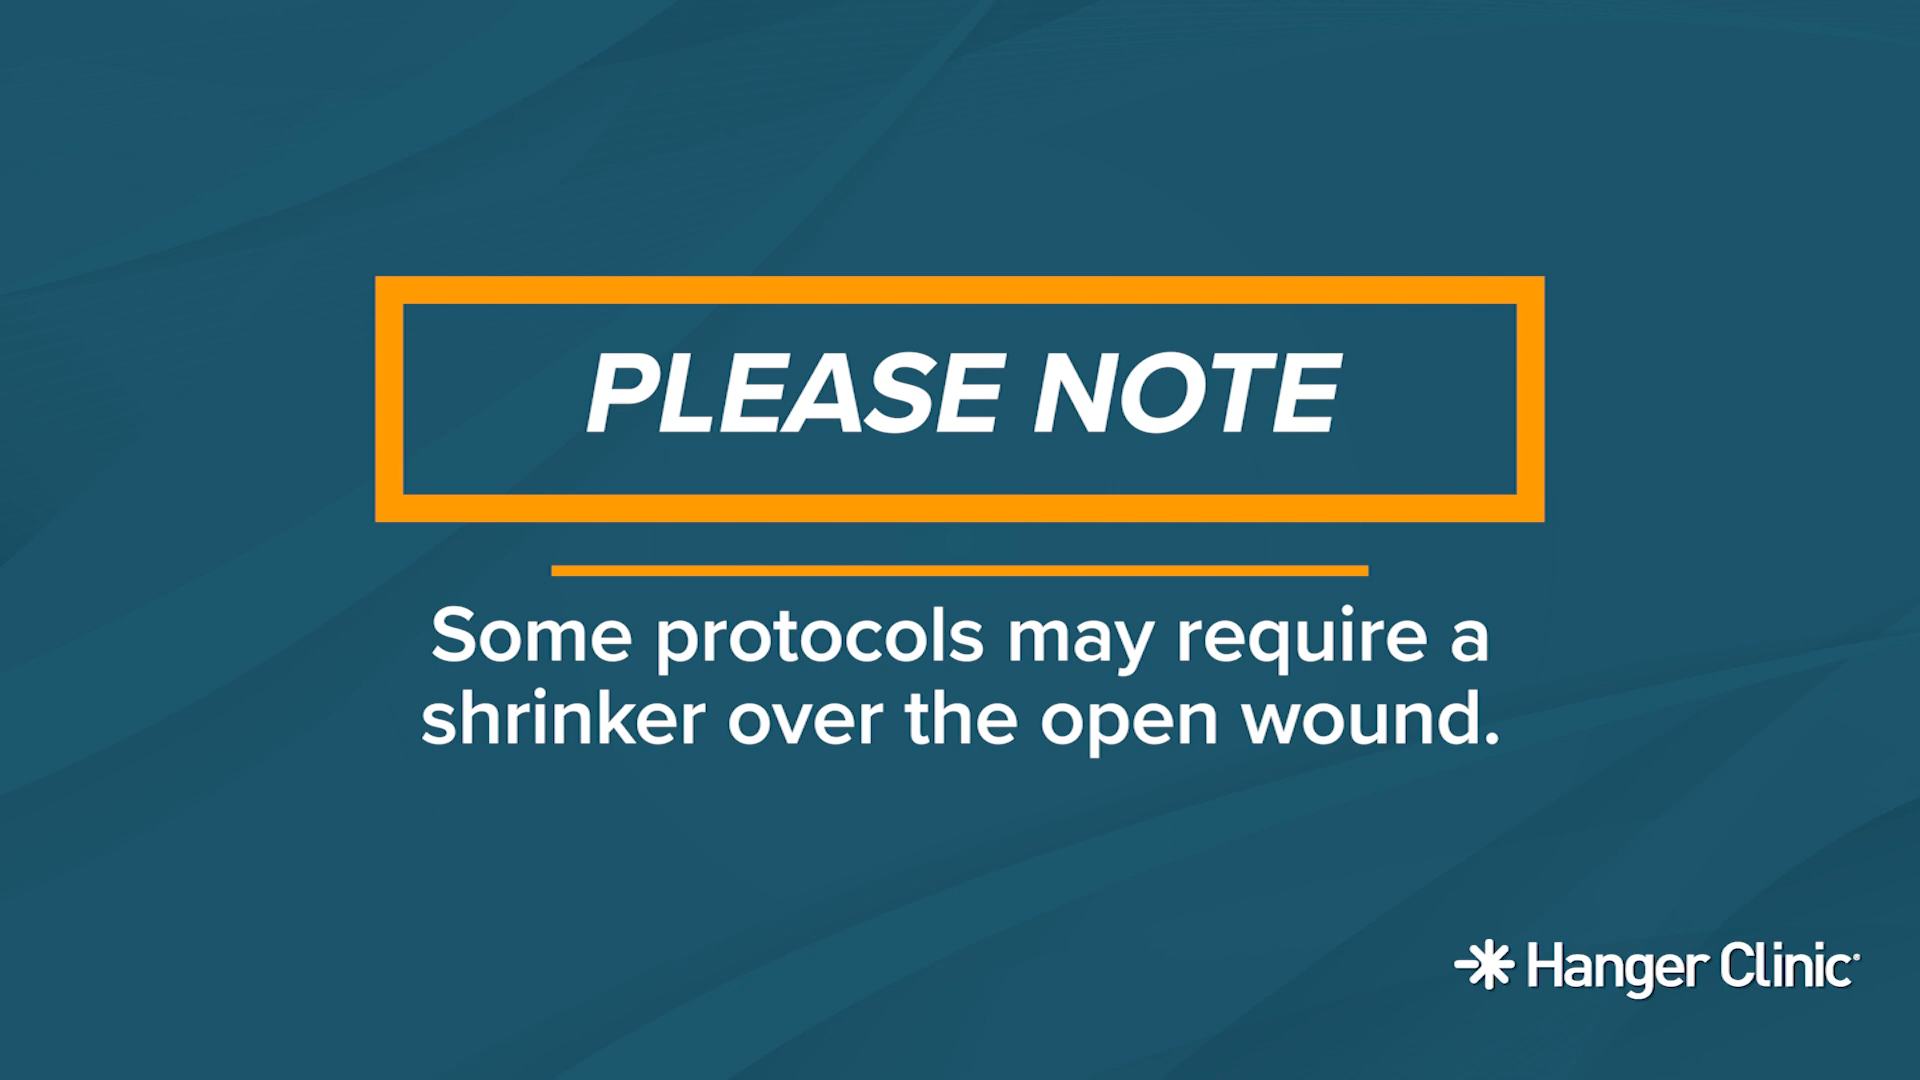 PLEASE NOTE
Some protocols may require a
shrinker over the open wound.
Hanger Clinic